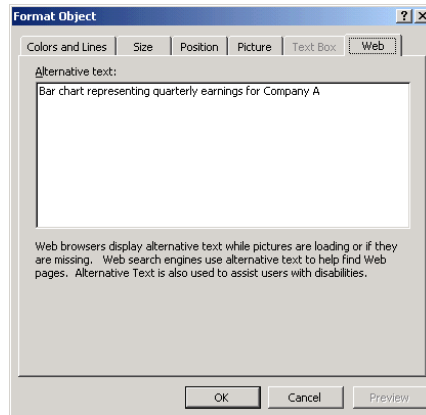 Format Object
Colors and Lines Size Position Picture Text Box Web
Alternative text:
Bar chart representing quarterly earnings for Company A
Web browsers display alternative text while pictures are loading or if they
are missing. Web search engines use alternative text to help find Web
pages. Alternative Text is also used to assist users with disabilities.
OK Cancel Preview